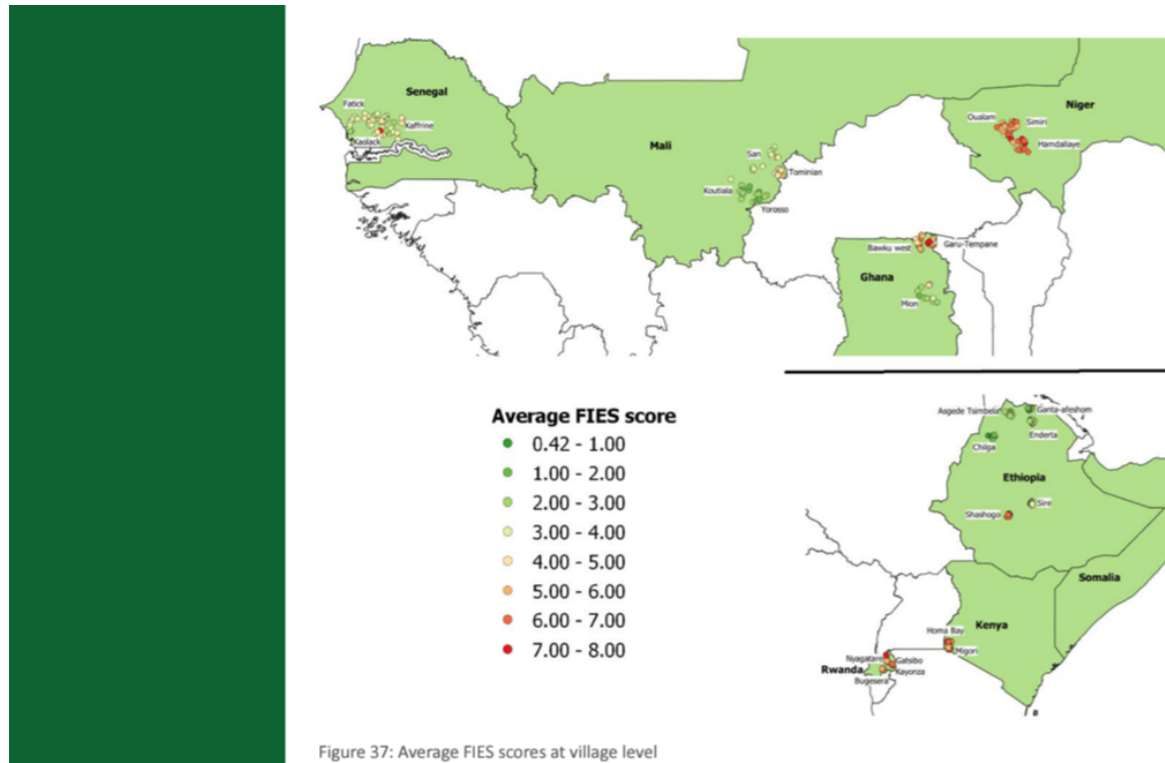 Senegal
Fatick
Kaffrine
Kaolack
Mali
San
Tominian
Koutiala
Yorosso
Niger
Oualam
Simiri
Hamdallaye
Bawku west
Garu-Tempane
Ghana
Mion
Average FIES score
0.42 - 1.00
1.00 - 2.00
2.00 - 3.00
3.00 - 4.00
4.00 - 5.00
5.00 - 6.00
6.00 - 7.00
7.00 - 8.00
Asgede Tsimbela
Ganta-afeshom
Enderta
Chilga
Ethiopia
Sire
Shashogo
Somalia
Kenya
Homa Bay
Migori
Nyagatare
Gatsibo
Rwanda
Kayonza
Bugesera
Figure 37: Average FIES scores at village level